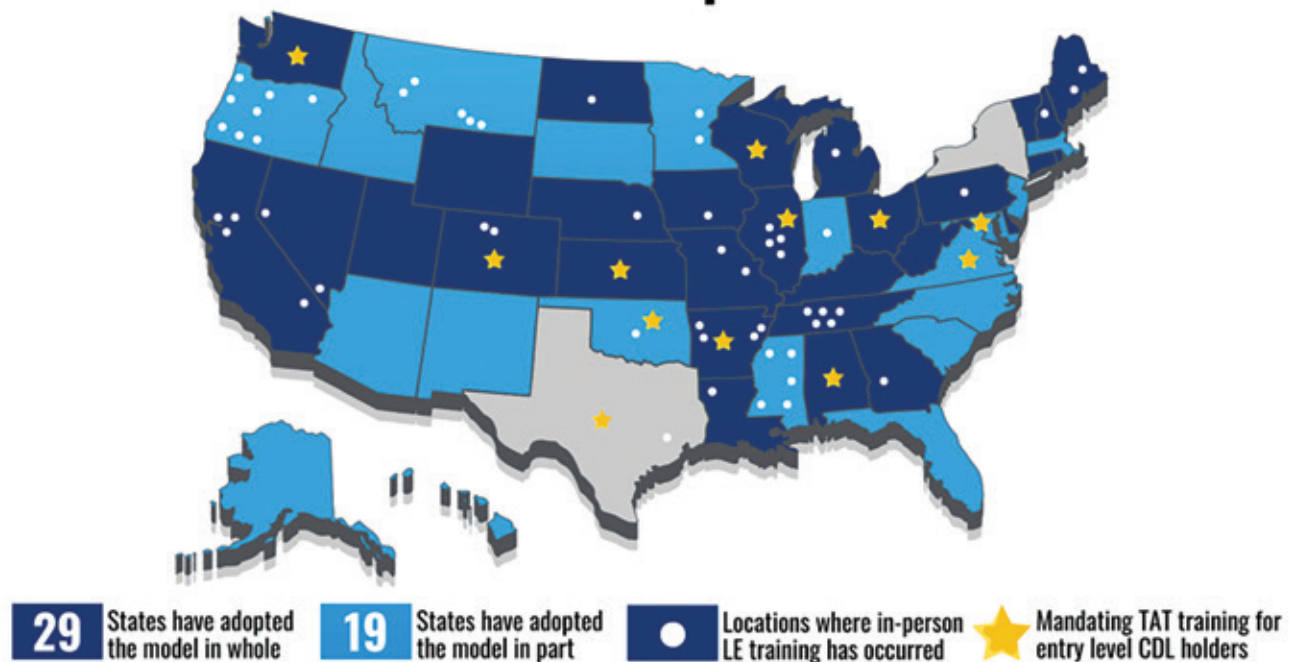 29
States have adopted
the model in whole
19
States have adopted
the model in part
Locations where in-person
LE training has occurred
Mandating TAT training for
entry level CDL holders